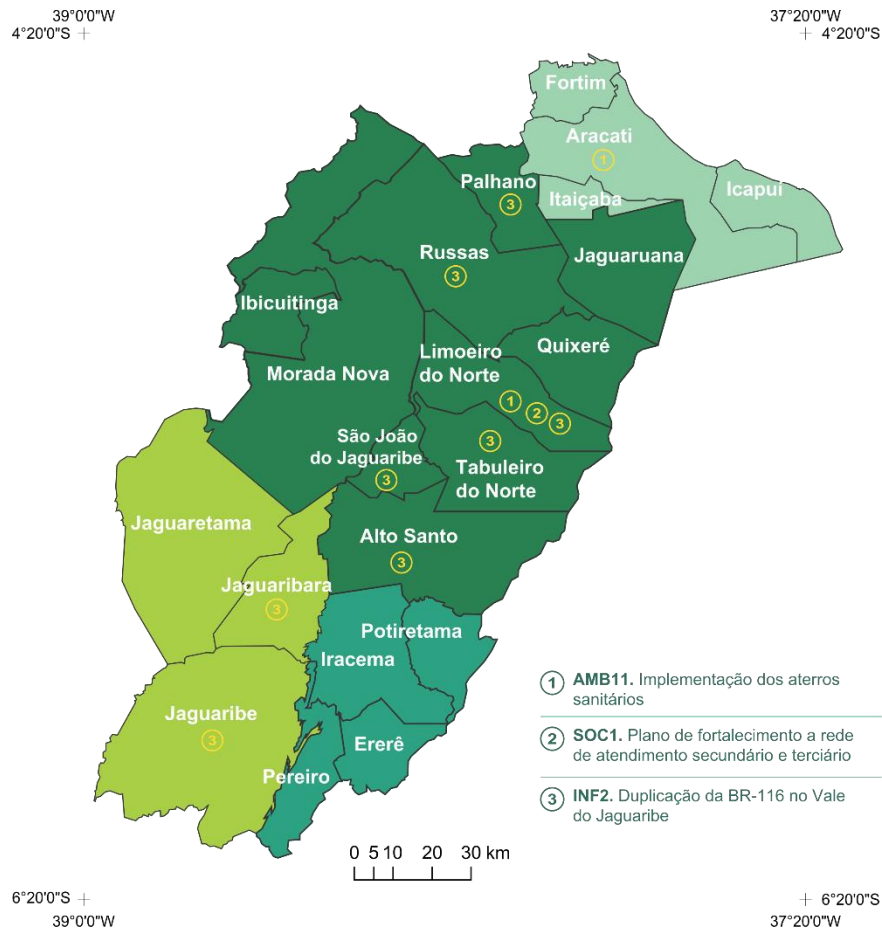 39°0'0"W
37°20'0"W
4°20'0"S
4°20'0"S
Fortim
Aracati
1
Palhano
3
Itaiçaba
Icapuí
Russas
3
Jaguaruana
Ibicuitinga
Limoeiro
do Norte
Quixeré
Morada Nova
1
2
3
São João
do Jaguaribe
3
3
Tabuleiro
do Norte
Jaguaretama
Alto Santo
3
Jaguaribara
3
Potiretama
Iracema
Jaguaribe
3
Ererê
Pereiro
1 AMB11. Implementação dos aterros
sanitários
2 SOC1. Plano de fortalecimento a rede
de atendimento secundário e terciário
3 INF2. Duplicação da BR-116 no Vale
do Jaguaribe
0 5 10 20 30 km
6°20'0"S
6°20'0"S
39°0'0"W
37°20'0"W